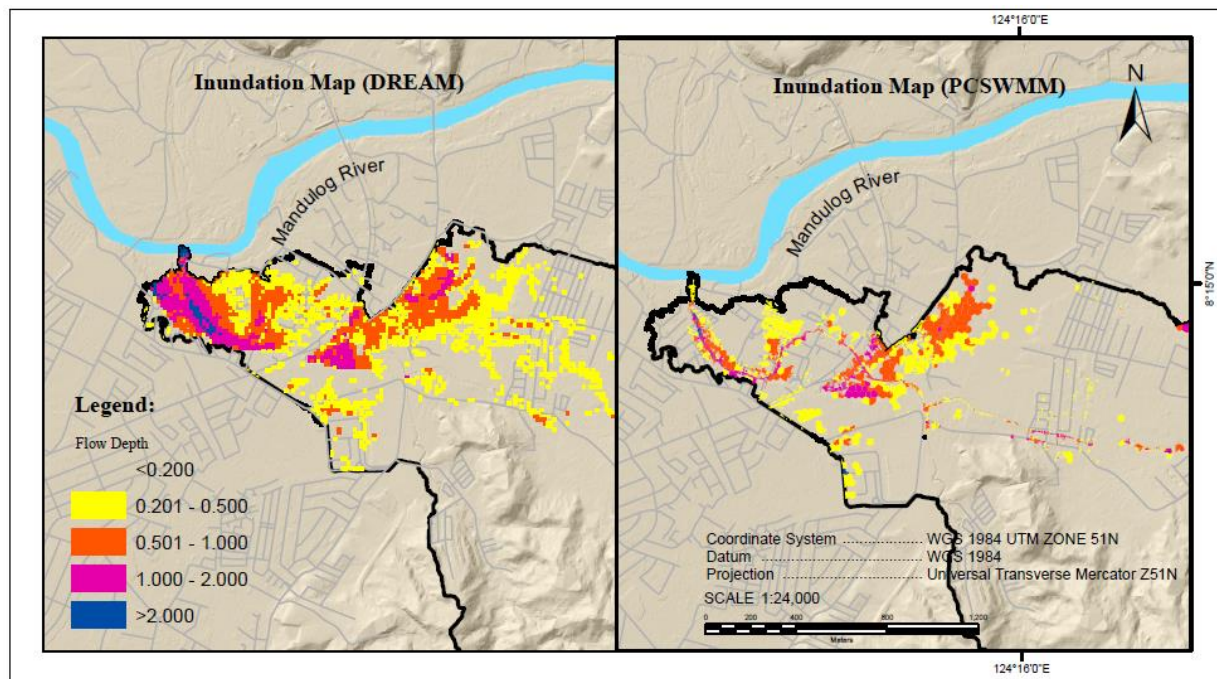 124°16'0"E
Inundation Map (DREAM)
Inundation Map (PCSWMM)
N
Mandulog River
Mandulog River
8°15'0"N
Legend:
Flow Depth
<0.200
0.201 - 0.500
0.501 - 1.000
1.000 - 2.000
>2.000
Coordinate System .................. WGS 1984 UTM ZONE 51N
Datum .................. WGS 1984
Projection .................. Universal Transverse Mercator Z51N
SCALE 1:24,000
0 200 400 800 1,200
Meters
124°16'0"E